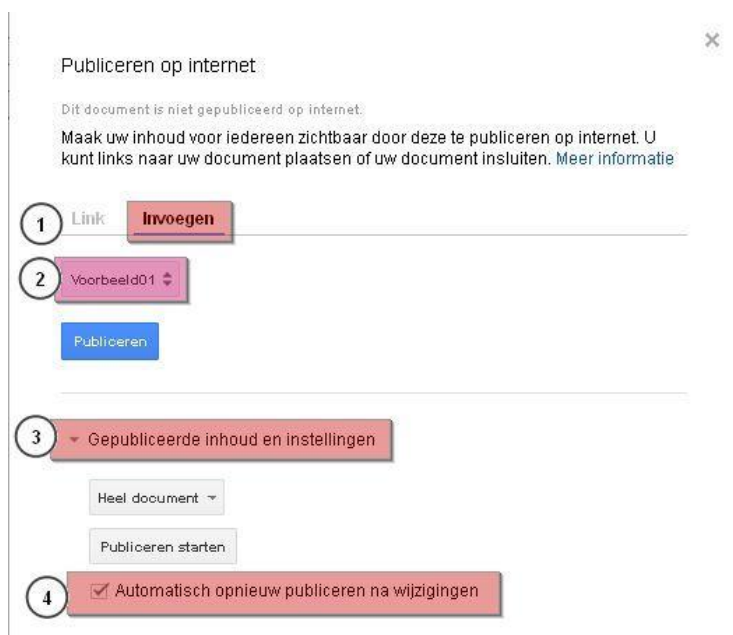 Publiceren op internet
Dit document is niet gepubliceerd op internet.
Maak uw inhoud voor iedereen zichtbaar door deze te publiceren op internet. U
kunt links naar uw document plaatsen of uw document insluiten. Meer informatie
1 Link Invoegen
2 Voorbeeld01
Publiceren
3 Gepubliceerde inhoud en instellingen
Heel document
Publiceren starten
4 Automatisch opnieuw publiceren na wijzigingen